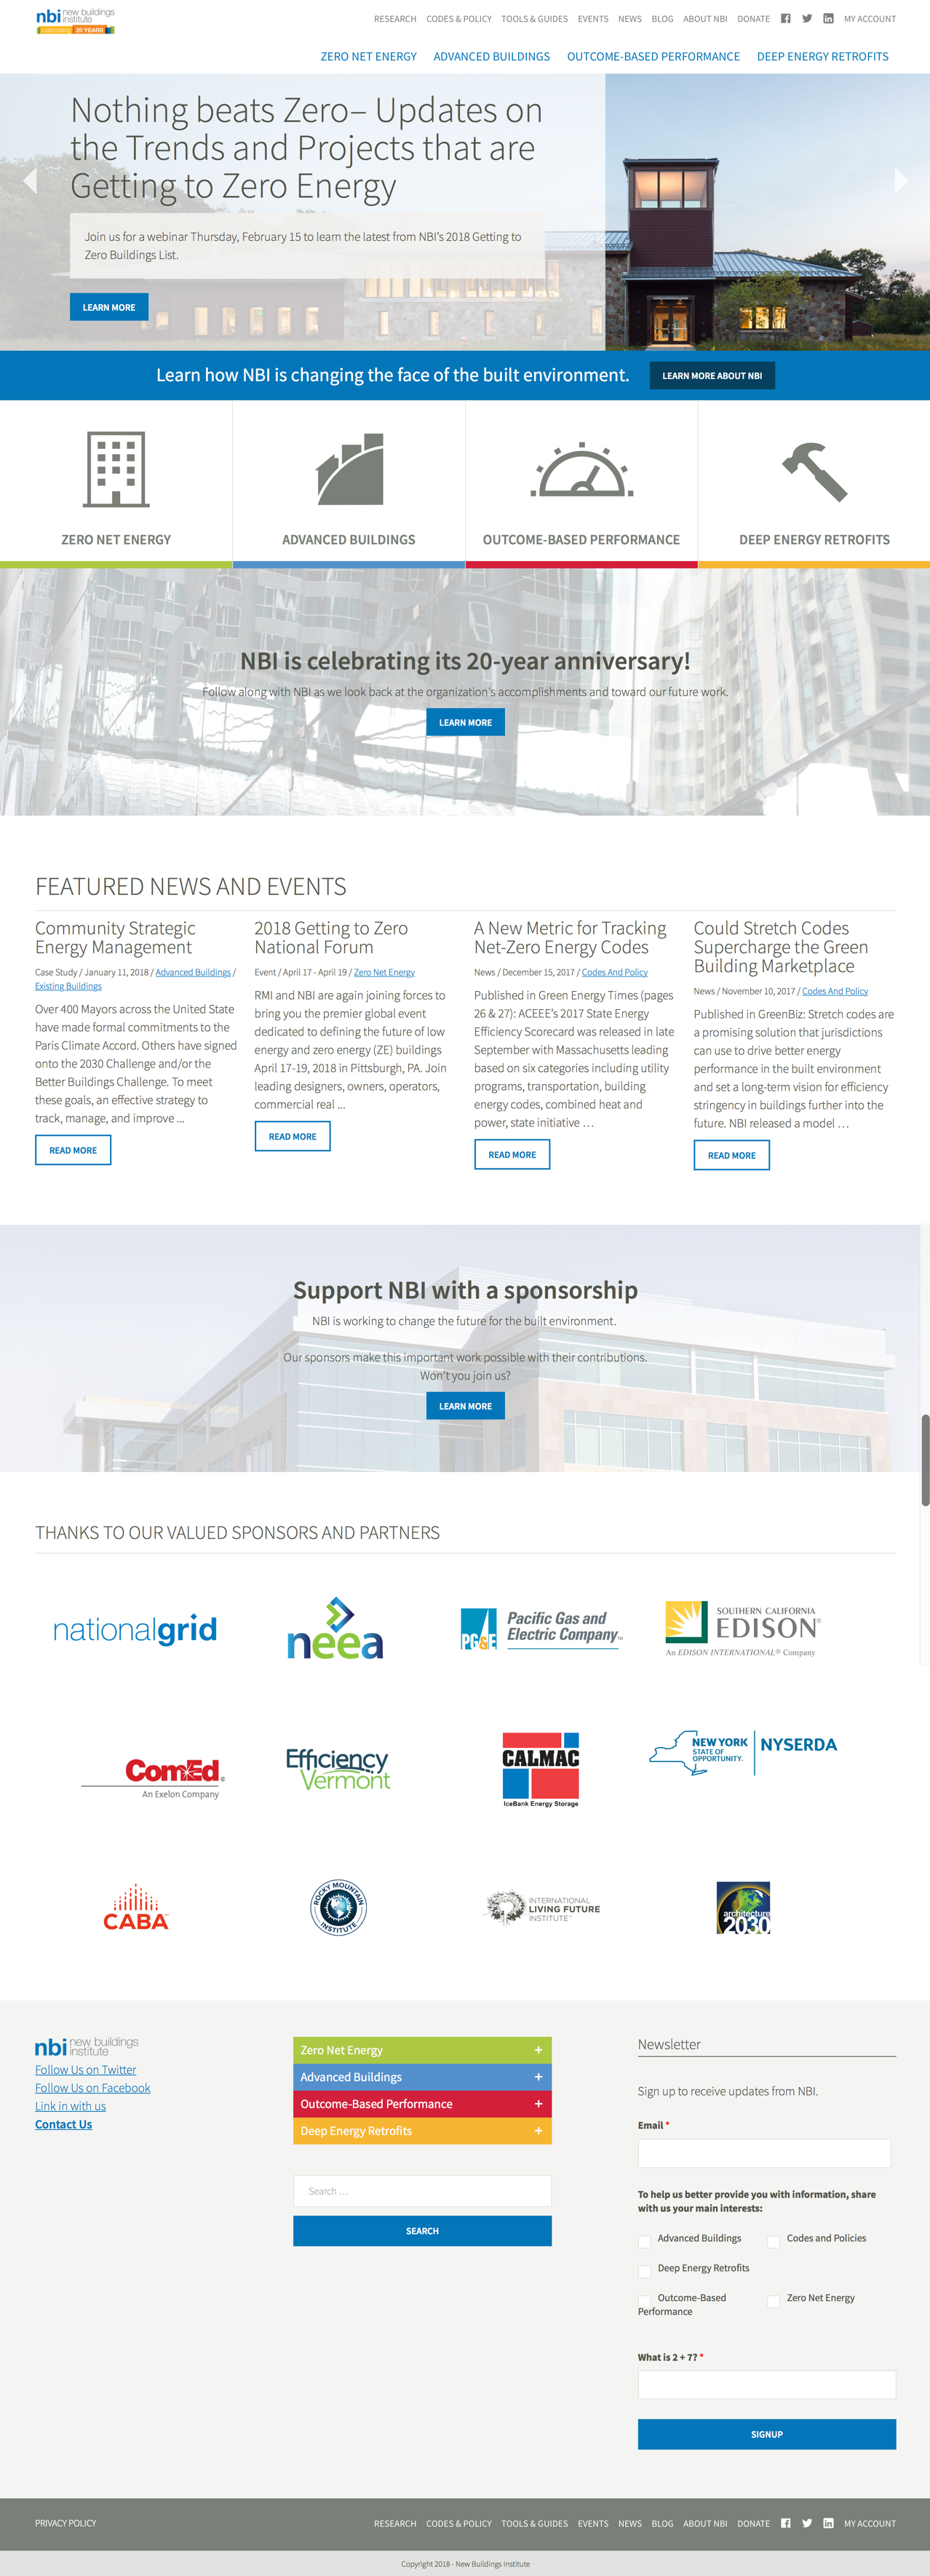 nbi new buildings institute
celebrating 20 YEARS
RESEARCH CODES & POLICY TOOLS & GUIDES EVENTS NEWS BLOG ABOUT NBI DONATE MY ACCOUNT
ZERO NET ENERGY ADVANCED BUILDINGS OUTCOME-BASED PERFORMANCE DEEP ENERGY RETROFITS
Nothing beats Zero– Updates on
the Trends and Projects that are
Getting to Zero Energy
Join us for a webinar Thursday, February 15 to learn the latest from NBI's 2018 Getting to
Zero Buildings List.
LEARN MORE
Learn how NBI is changing the face of the built environment.
LEARN MORE ABOUT NBI
ZERO NET ENERGY
ADVANCED BUILDINGS
OUTCOME-BASED PERFORMANCE
DEEP ENERGY RETROFITS
NBI is celebrating its 20-year anniversary!
Follow along with NBI as we look back at the organization's accomplishments and toward our future work.
LEARN MORE
FEATURED NEWS AND EVENTS
Community Strategic
Energy Management
Case Study / January 11, 2018 / Advanced Buildings /
Existing Buildings
Over 400 Mayors across the United State
have made formal commitments to the
Paris Climate Accord. Others have signed
onto the 2030 Challenge and/or the
Better Buildings Challenge. To meet
these goals, an effective strategy to
track, manage, and improve ...
READ MORE
2018 Getting to Zero
National Forum
Event / April 17 - April 19 / Zero Net Energy
RMI and NBI are again joining forces to
bring you the premier global event
dedicated to defining the future of low
energy and zero energy (ZE) buildings
April 17-19, 2018 in Pittsburgh, PA. Join
leading designers, owners, operators,
commercial real ...
READ MORE
A New Metric for Tracking
Net-Zero Energy Codes
News / December 15, 2017 / Codes And Policy
Published in Green Energy Times (pages
26 & 27): ACEEE's 2017 State Energy
Efficiency Scorecard was released in late
September with Massachusetts leading
based on six categories including utility
programs, transportation, building
energy codes, combined heat and
power, state initiative …
READ MORE
Could Stretch Codes
Supercharge the Green
Building Marketplace
News / November 10, 2017 / Codes And Policy
Published in GreenBiz: Stretch codes are
a promising solution that jurisdictions
can use to drive better energy
performance in the built environment
and set a long-term vision for efficiency
stringency in buildings further into the
future. NBI released a model …
READ MORE
Support NBI with a sponsorship
NBI is working to change the future for the built environment.
Our sponsors make this important work possible with their contributions.
Won't you join us?
LEARN MORE
THANKS TO OUR VALUED SPONSORS AND PARTNERS
nationalgrid
neea
PG&E
Pacific Gas and
Electric Company™
SOUTHERN CALIFORNIA
EDISON®
An EDISON INTERNATIONAL® Company
ComEd®
An Exelon Company
Efficiency
Vermont
CALMAC
IceBank Energy Storage
NEW YORK
STATE OF
OPPORTUNITY.
NYSERDA
CABA
ROCKY MOUNTAIN
INSTITUTE
INTERNATIONAL
LIVING FUTURE
INSTITUTE™
architecture
2030
nbi new buildings institute
Follow Us on Twitter
Follow Us on Facebook
Link in with us
Contact Us
Zero Net Energy +
Advanced Buildings +
Outcome-Based Performance +
Deep Energy Retrofits +
Search …
SEARCH
Newsletter
Sign up to receive updates from NBI.
Email *
To help us better provide you with information, share
with us your main interests:
Advanced Buildings
Codes and Policies
Deep Energy Retrofits
Outcome-Based
Performance
Zero Net Energy
What is 2 + 7? *
SIGNUP
PRIVACY POLICY
RESEARCH CODES & POLICY TOOLS & GUIDES EVENTS NEWS BLOG ABOUT NBI DONATE MY ACCOUNT
Copyright 2018 - New Buildings Institute